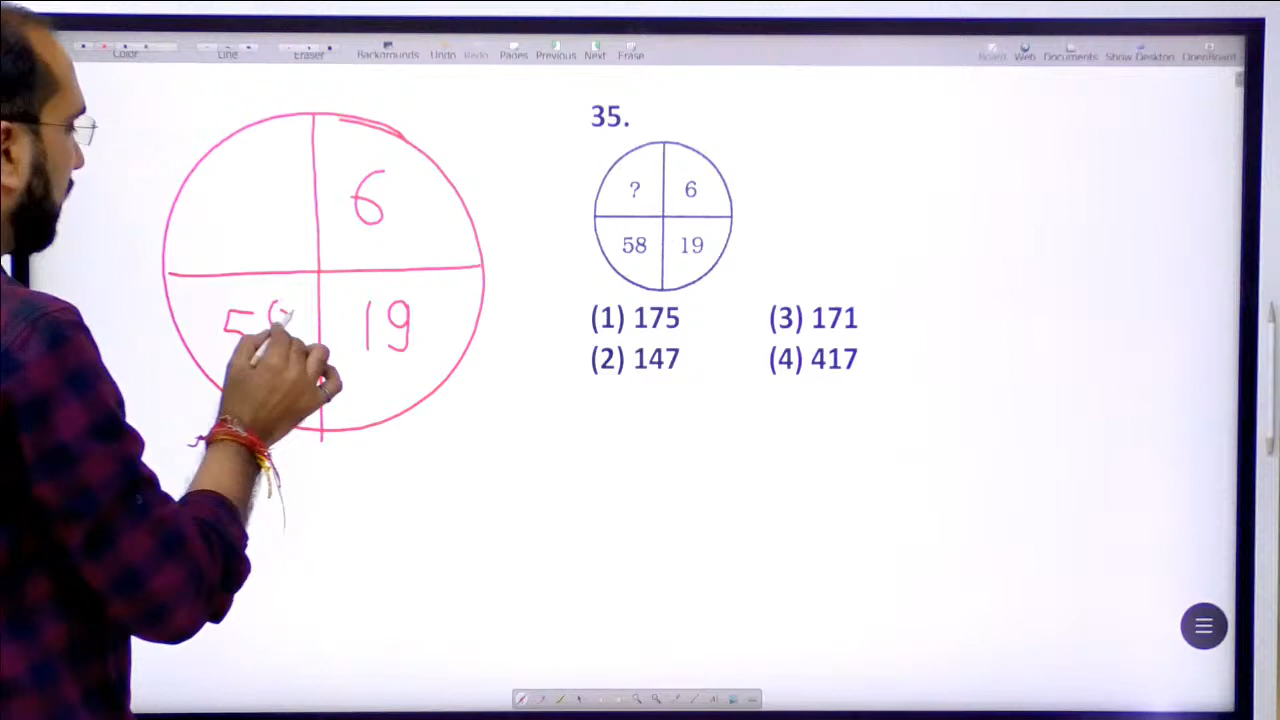 Color Line Eraser Backgrounds Undo Redo Pages Previous Next Erase Board Web Documents Show Desktop OpenBoard
35.
6
? 6
58 19
5 19
(1) 175 (3) 171
(2) 147 (4) 417